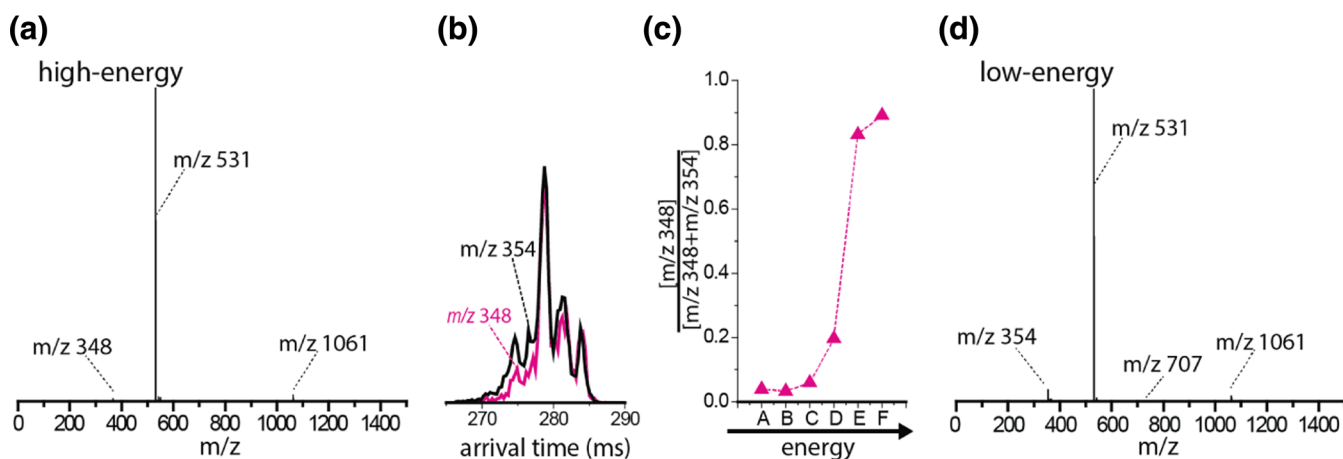 (a)
high-energy
m/z 531
m/z 348
m/z 1061
0 200 400 600 800 1000 1200 1400
m/z
(b)
m/z 354
m/z 348
270 280 290
arrival time (ms)
(c)
[m/z 348]
[m/z 348+m/z 354]
1.0
0.8
0.6
0.4
0.2
0.0
A B C D E F
energy
(d)
low-energy
m/z 531
m/z 354
m/z 707
m/z 1061
0 200 400 600 800 1000 1200 1400
m/z